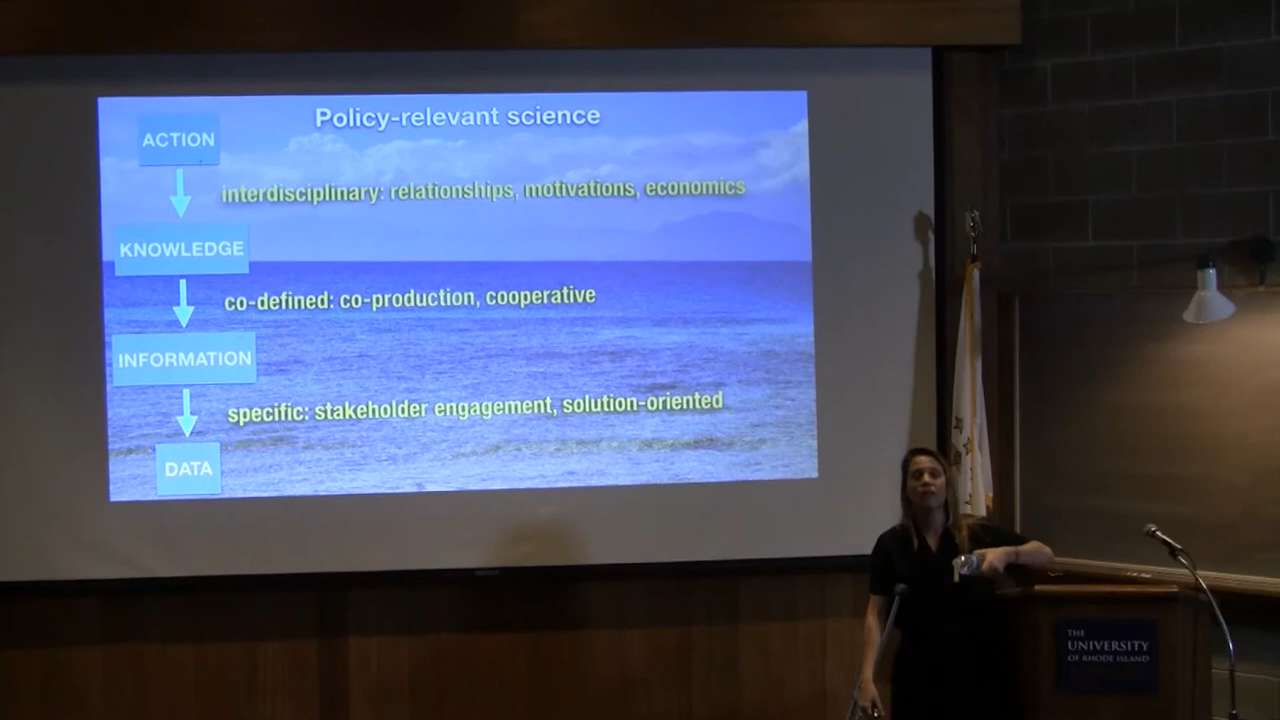 Policy-relevant science
ACTION
interdisciplinary: relationships, motivations, economics
KNOWLEDGE
co-defined: co-production, cooperative
INFORMATION
specific: stakeholder engagement, solution-oriented
DATA
THE
UNIVERSITY
OF RHODE ISLAND